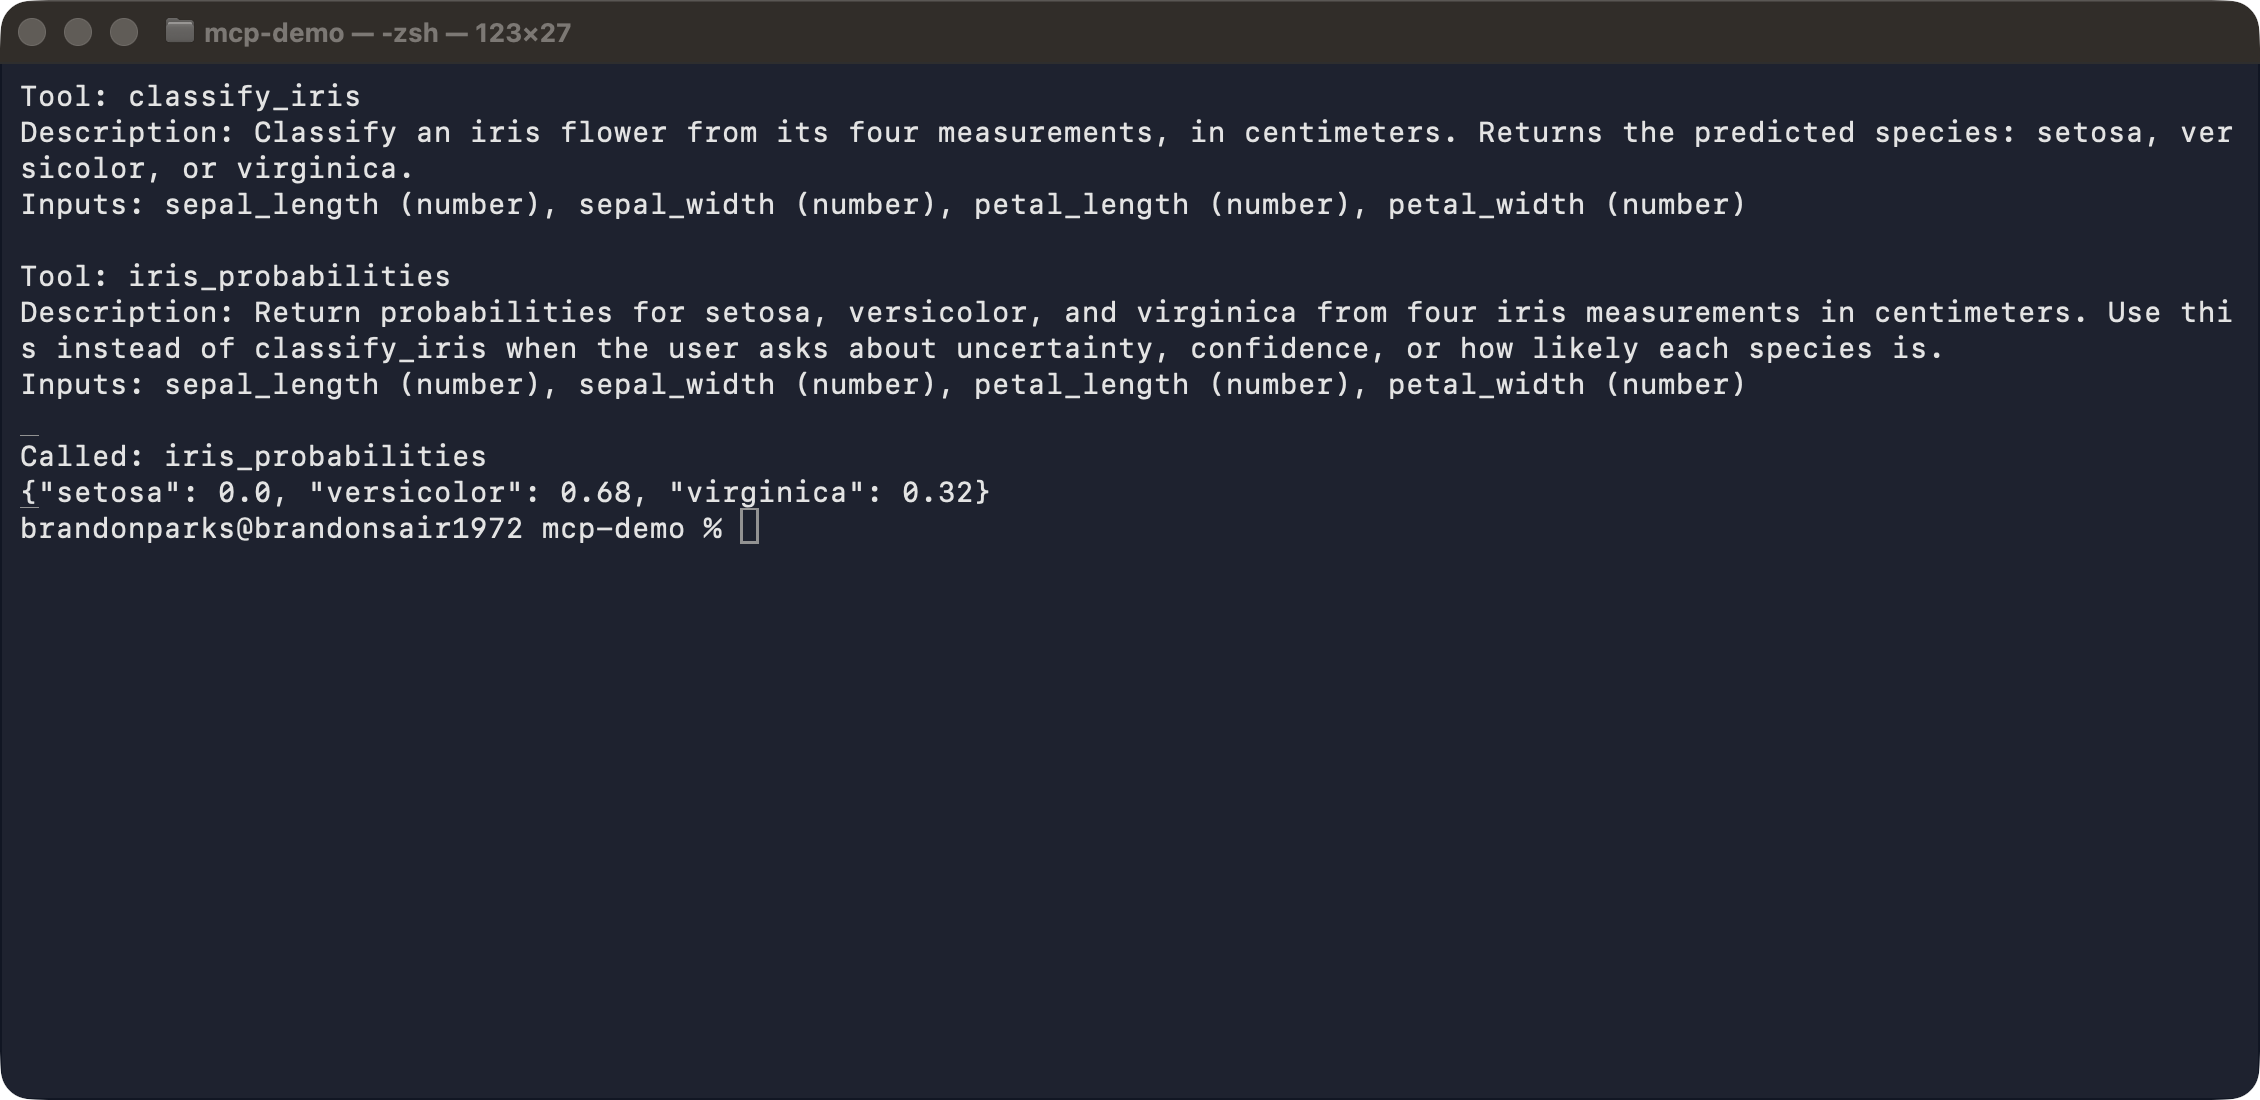 mcp-demo — -zsh — 123×27
Tool: classify_iris
Description: Classify an iris flower from its four measurements, in centimeters. Returns the predicted species: setosa, ver
sicolor, or virginica.
Inputs: sepal_length (number), sepal_width (number), petal_length (number), petal_width (number)
Tool: iris_probabilities
Description: Return probabilities for setosa, versicolor, and virginica from four iris measurements in centimeters. Use thi
s instead of classify_iris when the user asks about uncertainty, confidence, or how likely each species is.
Inputs: sepal_length (number), sepal_width (number), petal_length (number), petal_width (number)
Called: iris_probabilities
{"setosa": 0.0, "versicolor": 0.68, "virginica": 0.32}
brandonparks@brandonsair1972 mcp-demo %